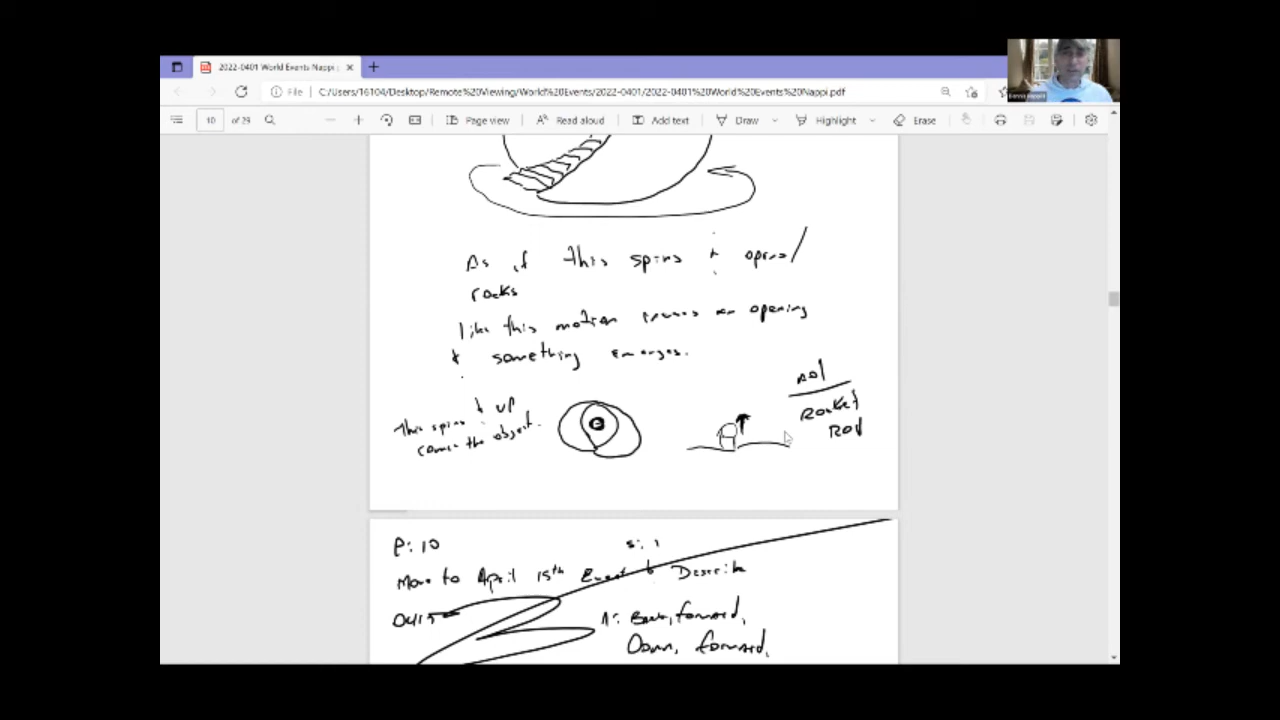 2022-0401 World Events Nappi.p
File
C:/Users/16104/Desktop/Remote%20Viewing/World%20Events/2022-0401/2022-0401%20World%20Events%20Nappi.pdf
10 of 29
Page view
Read aloud
Add text
Draw
Highlight
Erase
As if this spins + opens/
rocks
Like this motion an opening
+ something emerges.
This spins + up
comes the object.
AOL
Rocket
Rod
P: 10
S: 1
Move to April 15th Event + Describe
0415
A: Back, forward,
Down, forward,